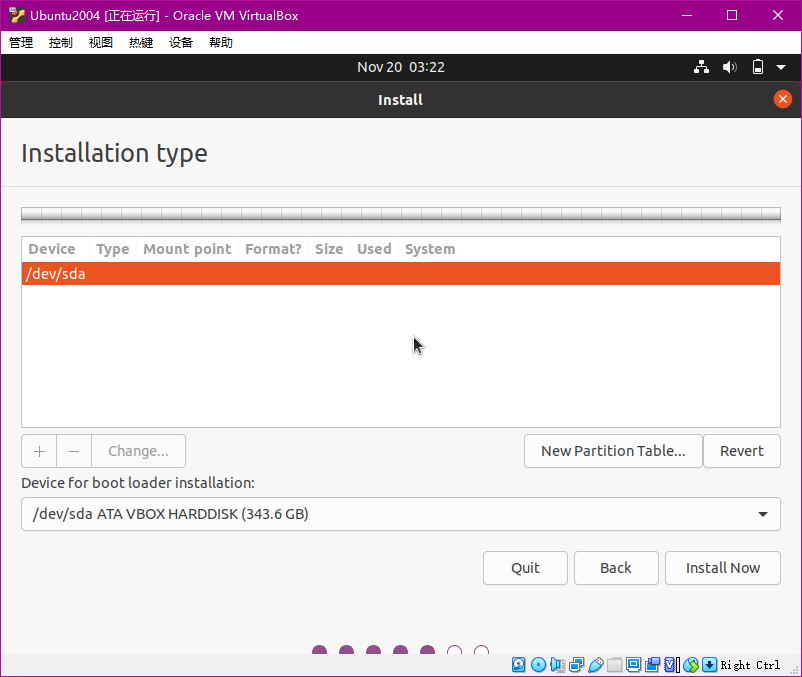 Ubuntu2004 [正在运行] - Oracle VM VirtualBox
管理 控制 视图 热键 设备 帮助
Nov 20 03:22
Install
Installation type
Device Type Mount point Format? Size Used System
/dev/sda
+ − Change... New Partition Table... Revert
Device for boot loader installation:
/dev/sda ATA VBOX HARDDISK (343.6 GB)
Quit Back Install Now
Right Ctrl